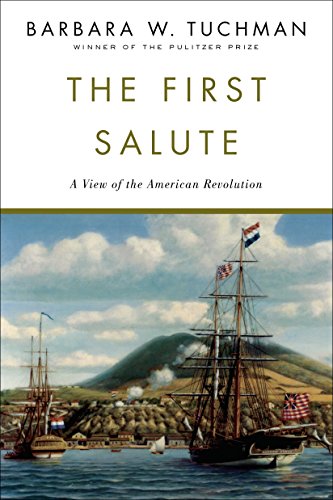 BARBARA W. TUCHMAN
WINNER OF THE PULITZER PRIZE
THE FIRST
SALUTE
A View of the American Revolution